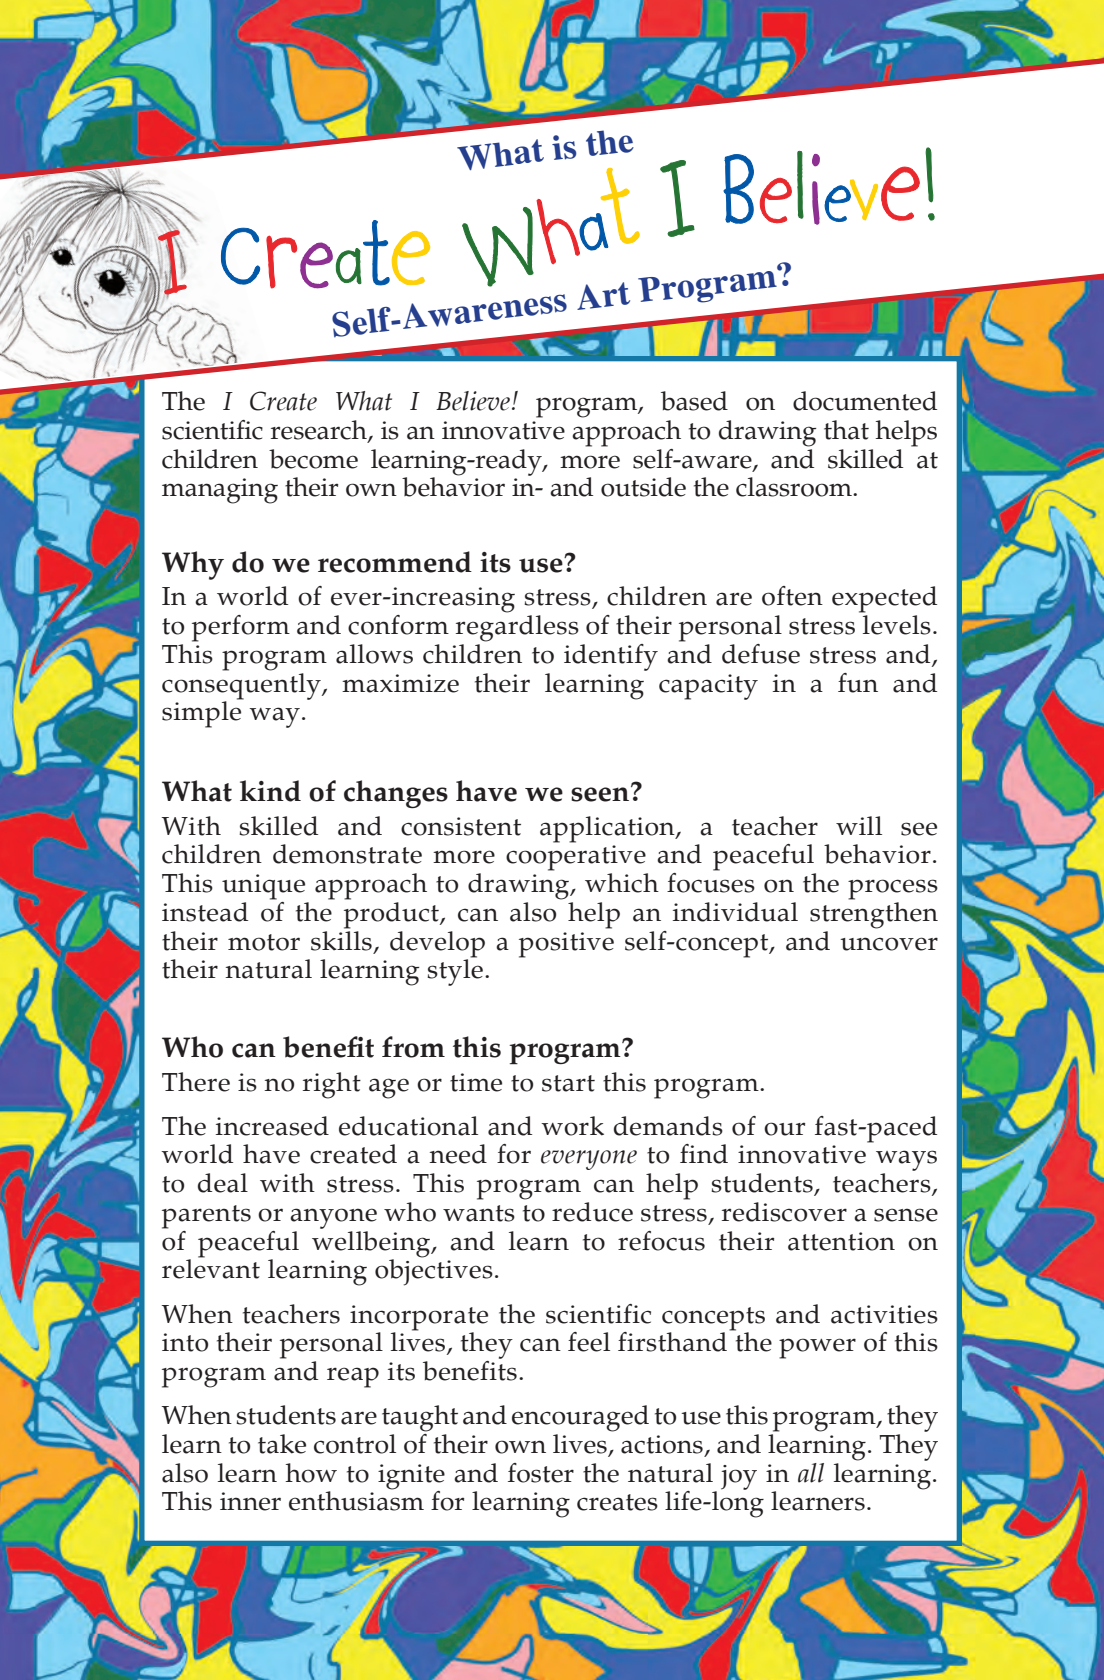 What is the
I Create What I Believe!
Self-Awareness Art Program?
The I Create What I Believe! program, based on documented
scientific research, is an innovative approach to drawing that helps
children become learning-ready, more self-aware, and skilled at
managing their own behavior in- and outside the classroom.
Why do we recommend its use?
In a world of ever-increasing stress, children are often expected
to perform and conform regardless of their personal stress levels.
This program allows children to identify and defuse stress and,
consequently, maximize their learning capacity in a fun and
simple way.
What kind of changes have we seen?
With skilled and consistent application, a teacher will see
children demonstrate more cooperative and peaceful behavior.
This unique approach to drawing, which focuses on the process
instead of the product, can also help an individual strengthen
their motor skills, develop a positive self-concept, and uncover
their natural learning style.
Who can benefit from this program?
There is no right age or time to start this program.
The increased educational and work demands of our fast-paced
world have created a need for everyone to find innovative ways
to deal with stress. This program can help students, teachers,
parents or anyone who wants to reduce stress, rediscover a sense
of peaceful wellbeing, and learn to refocus their attention on
relevant learning objectives.
When teachers incorporate the scientific concepts and activities
into their personal lives, they can feel firsthand the power of this
program and reap its benefits.
When students are taught and encouraged to use this program, they
learn to take control of their own lives, actions, and learning. They
also learn how to ignite and foster the natural joy in all learning.
This inner enthusiasm for learning creates life-long learners.